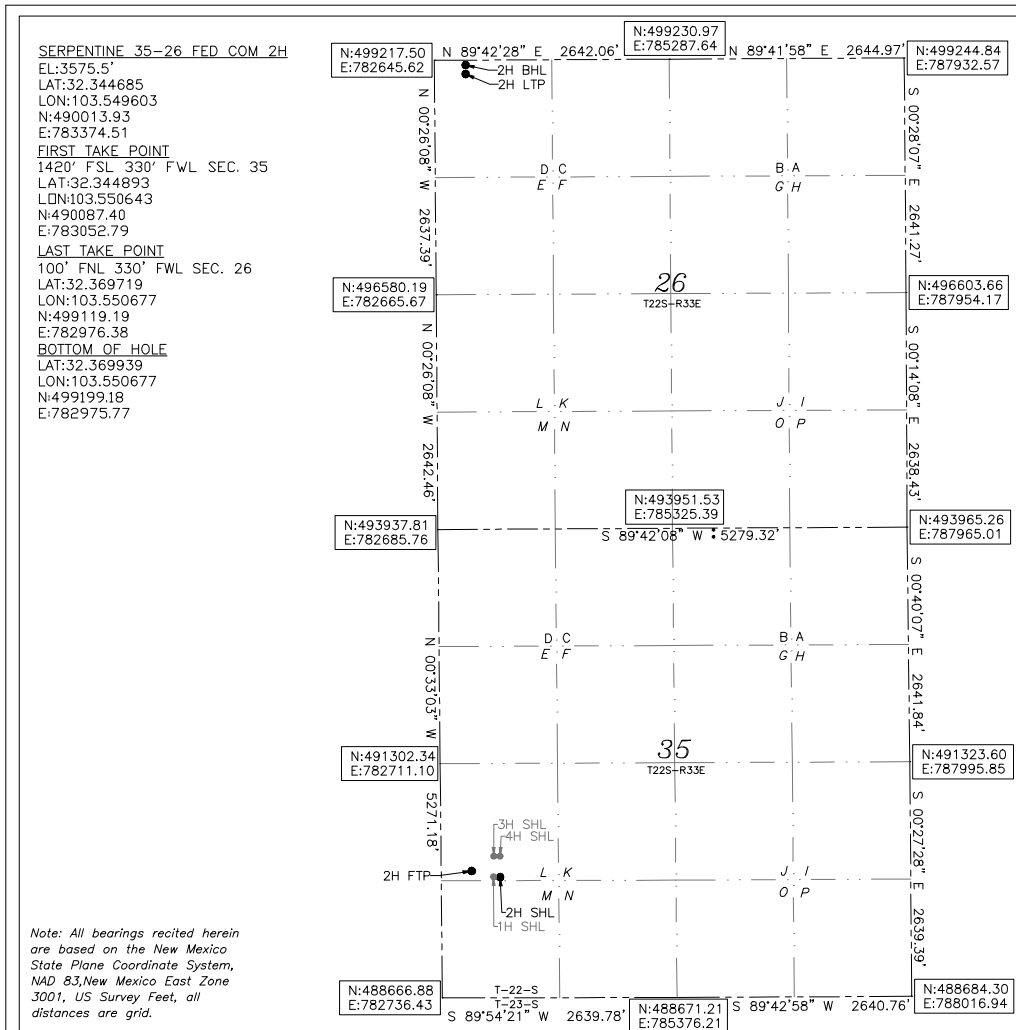 SERPENTINE 35-26 FED COM 2H
EL:3575.5'
LAT:32.344685
LON:103.549603
N:490013.93
E:783374.51
FIRST TAKE POINT
1420' FSL 330' FWL SEC. 35
LAT:32.344893
LON:103.550643
N:490087.40
E:783052.79
LAST TAKE POINT
100' FNL 330' FWL SEC. 26
LAT:32.369719
LON:103.550677
N:499119.19
E:782976.38
BOTTOM OF HOLE
LAT:32.369939
LON:103.550677
N:499199.18
E:782975.77
N:499217.50
E:782645.62
N 89°42'28" E 2642.06'
N:499230.97
E:785287.64
N 89°41'58" E 2644.97'
N:499244.84
E:787932.57
2H BHL
2H LTP
N 00°26'08" W 2637.39'
S 00°28'07" E 2641.27'
D C
E F
B A
G H
N:496580.19
E:782665.67
26
T22S-R33E
N:496603.66
E:787954.17
N 00°26'08" W 2642.46'
S 00°14'08" E 2638.43'
L K
M N
J I
O P
N:493937.81
E:782685.76
N:493951.53
E:785325.39
S 89°42'08" W 5279.32'
N:493965.26
E:787965.01
N 00°33'03" W 5271.18'
S 00°40'07" E 2641.84'
D C
E F
B A
G H
N:491302.34
E:782711.10
35
T22S-R33E
N:491323.60
E:787995.85
S 00°27'28" E 2639.39'
3H SHL
4H SHL
2H FTP
L K
M N
J I
O P
2H SHL
1H SHL
Note: All bearings recited herein
are based on the New Mexico
State Plane Coordinate System,
NAD 83,New Mexico East Zone
3001, US Survey Feet, all
distances are grid.
N:488666.88
E:782736.43
T-22-S
T-23-S
S 89°54'21" W 2639.78'
N:488671.21
E:785376.21
S 89°42'58" W 2640.76'
N:488684.30
E:788016.94